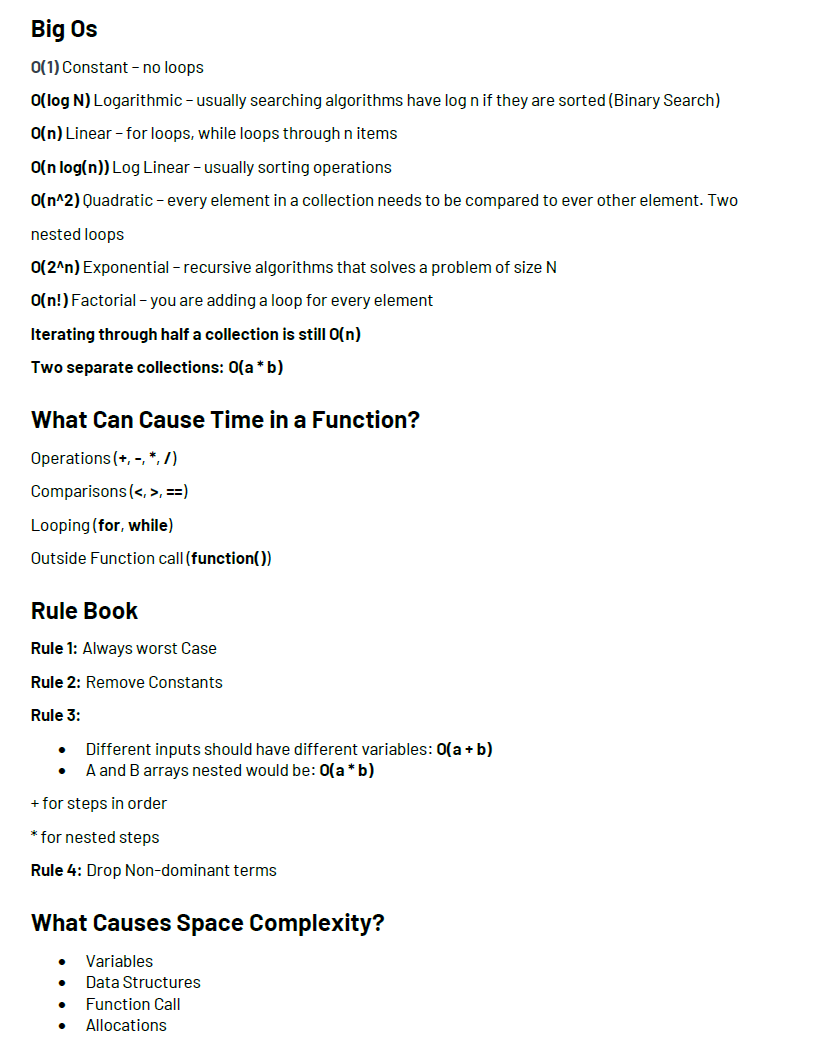 Big Os
O(1) Constant – no loops
O(log N) Logarithmic – usually searching algorithms have log n if they are sorted (Binary Search)
O(n) Linear – for loops, while loops through n items
O(n log(n)) Log Linear – usually sorting operations
O(n^2) Quadratic – every element in a collection needs to be compared to ever other element. Two
nested loops
O(2^n) Exponential – recursive algorithms that solves a problem of size N
O(n!) Factorial – you are adding a loop for every element
Iterating through half a collection is still O(n)
Two separate collections: O(a * b)
What Can Cause Time in a Function?
Operations (+, -, *, /)
Comparisons (<, >, ==)
Looping (for, while)
Outside Function call (function())
Rule Book
Rule 1: Always worst Case
Rule 2: Remove Constants
Rule 3:
• Different inputs should have different variables: O(a + b)
• A and B arrays nested would be: O(a * b)
+ for steps in order
* for nested steps
Rule 4: Drop Non-dominant terms
What Causes Space Complexity?
• Variables
• Data Structures
• Function Call
• Allocations